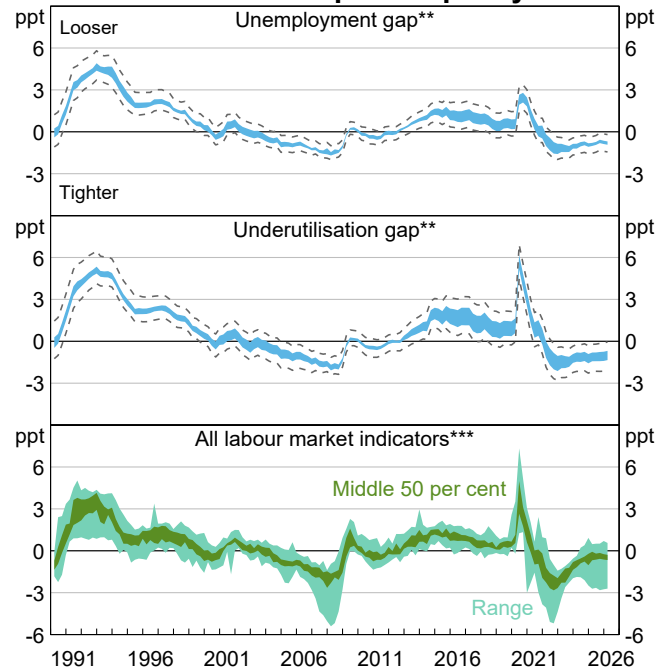 ppt
Unemployment gap**
ppt
Looser
6
6
3
3
0
0
-3
-3
Tighter
ppt
Underutilisation gap**
ppt
6
6
3
3
0
0
-3
-3
ppt
All labour market indicators***
ppt
6
6
Middle 50 per cent
3
3
0
0
-3
-3
Range
-6
-6
1991 1996 2001 2006 2011 2016 2021 2026